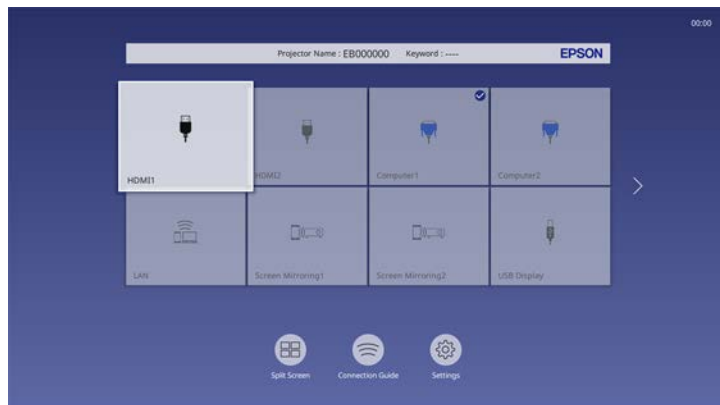 00:00
Projector Name : EB000000 Keyword : ---- EPSON
HDMI1 HDMI2 Computer1 Computer2
LAN Screen Mirroring1 Screen Mirroring2 USB Display
Split Screen Connection Guide Settings